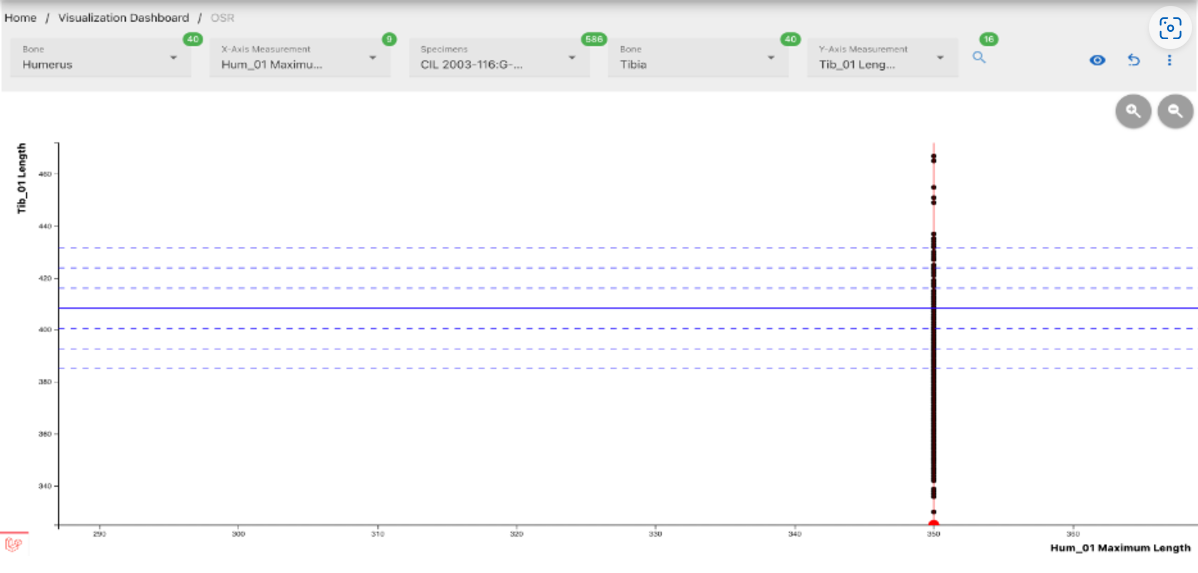 Home / Visualization Dashboard / OSR
40 9 586 40 16
Bone X-Axis Measurement Specimens Bone Y-Axis Measurement
Humerus Hum_01 Maximu... CIL 2003-116:G-... Tibia Tib_01 Leng...
Tib_01 Length
460
440
420
400
380
360
340
290 300 310 320 330 340 350 360
Hum_01 Maximum Length